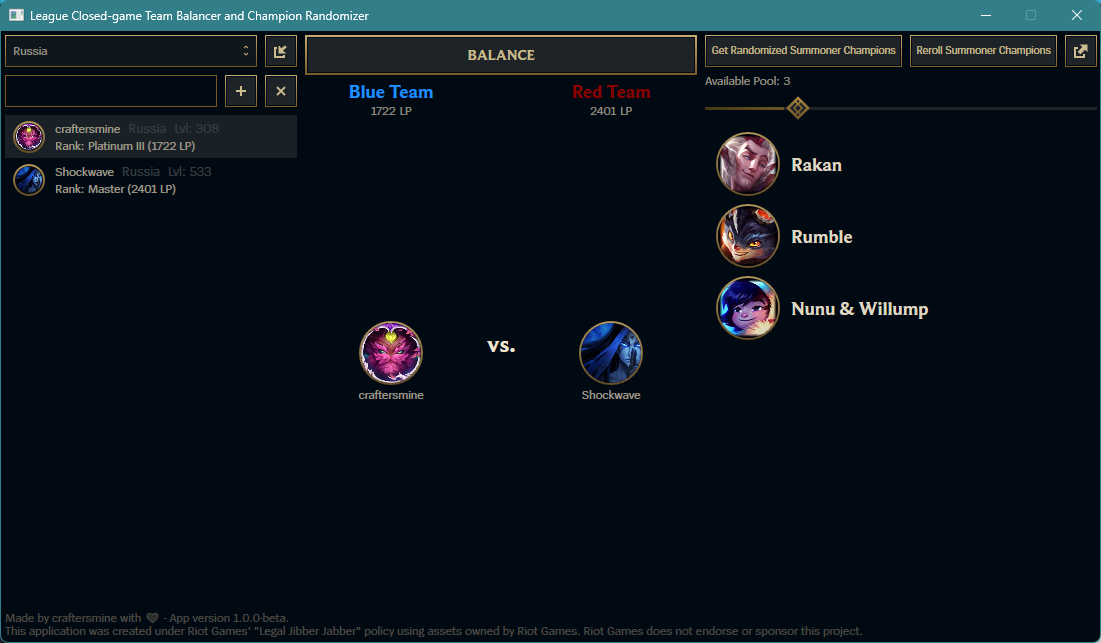 League Closed-game Team Balancer and Champion Randomizer
Russia
BALANCE
Get Randomized Summoner Champions
Reroll Summoner Champions
Blue Team
1722 LP
Red Team
2401 LP
Available Pool: 3
craftersmine Russia Lvl: 308
Rank: Platinum III (1722 LP)
Shockwave Russia Lvl: 533
Rank: Master (2401 LP)
Rakan
Rumble
Nunu & Willump
vs.
craftersmine
Shockwave
Made by craftersmine with 🖤 - App version 1.0.0-beta.
This application was created under Riot Games' "Legal Jibber Jabber" policy using assets owned by Riot Games. Riot Games does not endorse or sponsor this project.